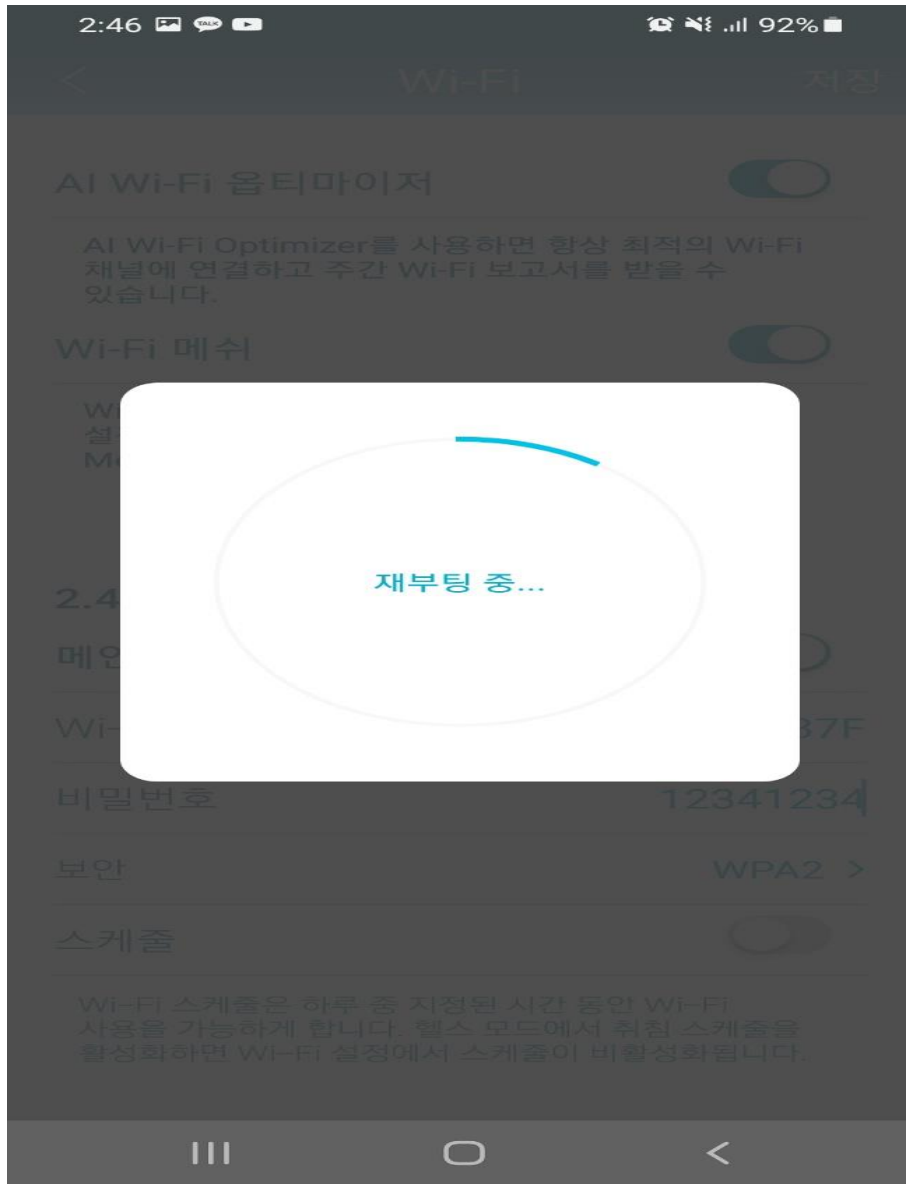 2:46 TALK 92%
Wi-Fi 저장
AI Wi-Fi 옵티마이저
AI Wi-Fi Optimizer를 사용하면 항상 최적의 Wi-Fi
채널에 연결하고 주간 Wi-Fi 보고서를 받을 수
있습니다.
Wi-Fi 메쉬
재부팅 중...
2.4
메인
Wi- 37F
비밀번호 12341234
보안 WPA2 >
스케줄
Wi-Fi 스케줄은 하루 중 지정된 시간 동안 Wi-Fi
사용을 가능하게 합니다. 헬스 모드에서 취침 스케줄을
활성화하면 Wi-Fi 설정에서 스케줄이 비활성화됩니다.